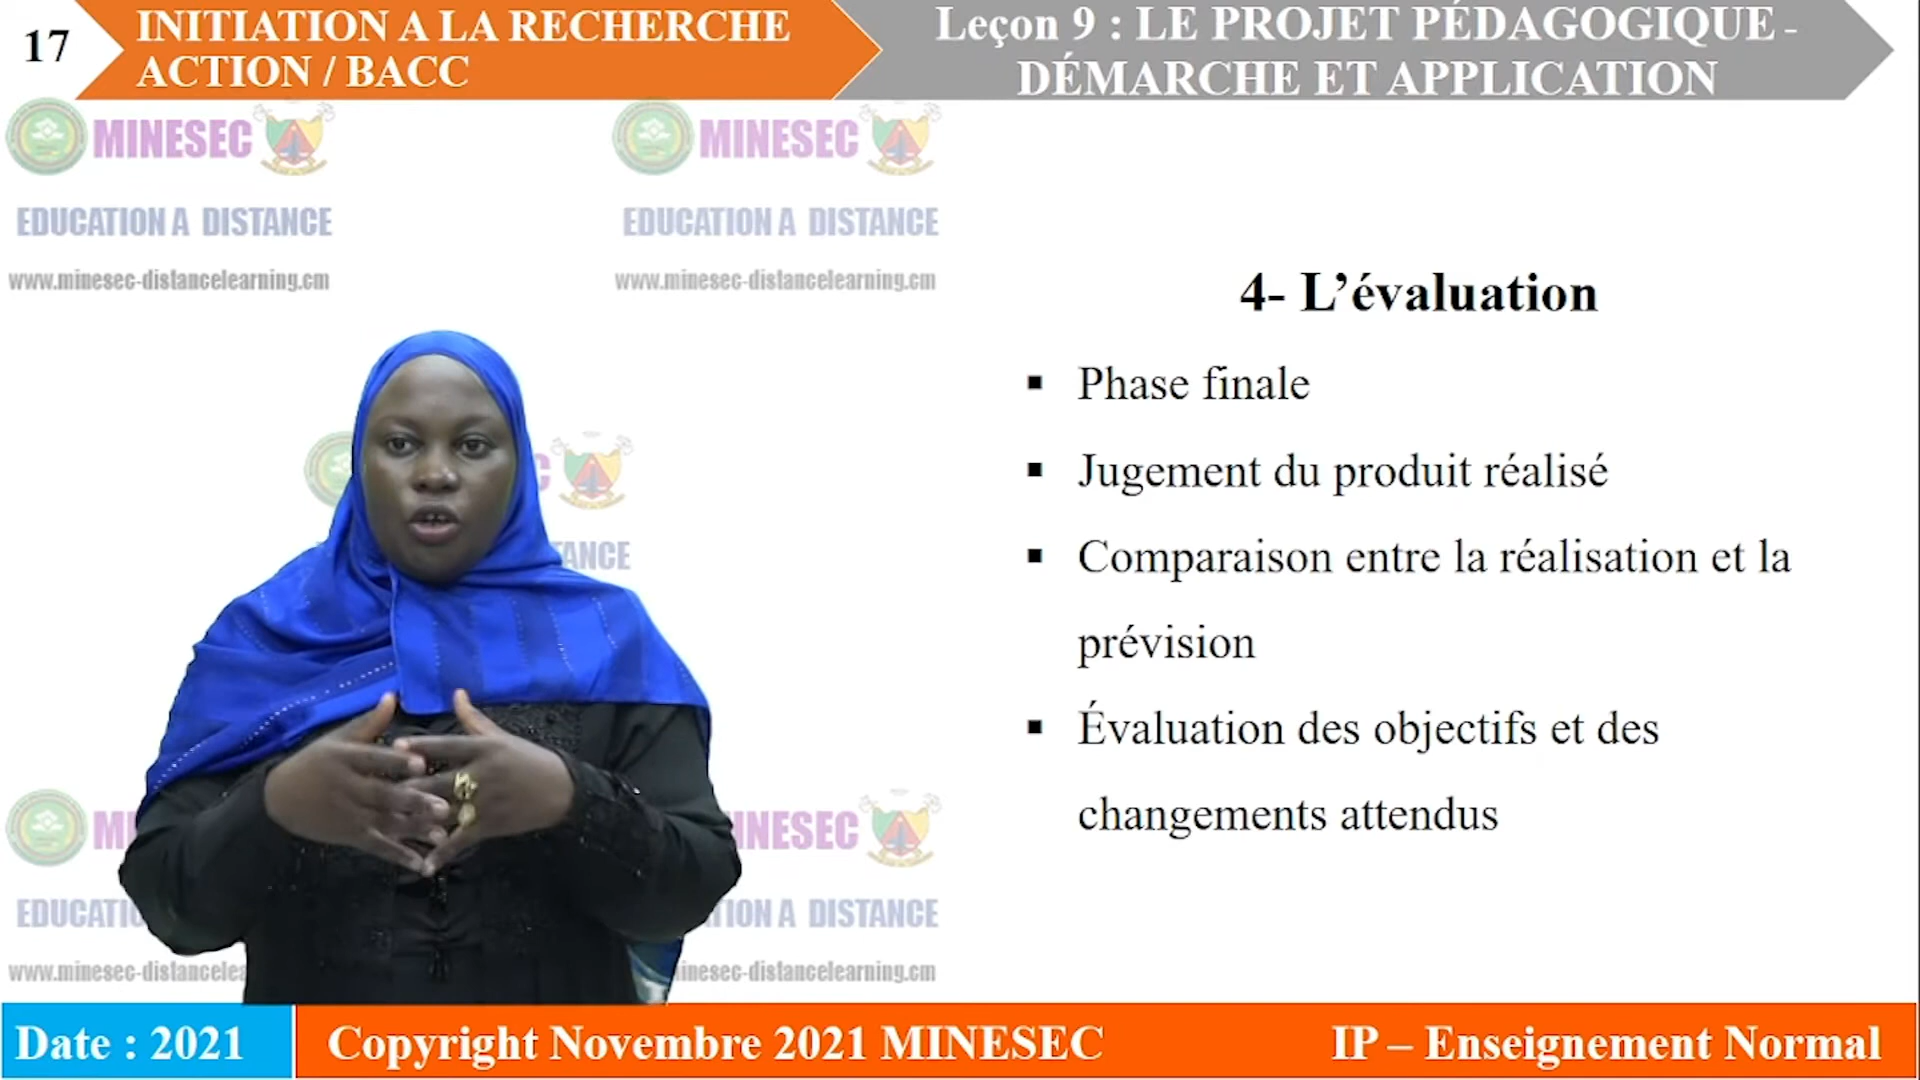 17
INITIATION A LA RECHERCHE
ACTION / BACC
Leçon 9 : LE PROJET PÉDAGOGIQUE -
DÉMARCHE ET APPLICATION
MINESEC
MINESEC
EDUCATION A DISTANCE
EDUCATION A DISTANCE
www.minesec-distancelearning.cm
www.minesec-distancelearning.cm
4- L’évaluation
▪ Phase finale
▪ Jugement du produit réalisé
▪ Comparaison entre la réalisation et la
prévision
▪ Évaluation des objectifs et des
changements attendus
Date : 2021
Copyright Novembre 2021 MINESEC
IP – Enseignement Normal